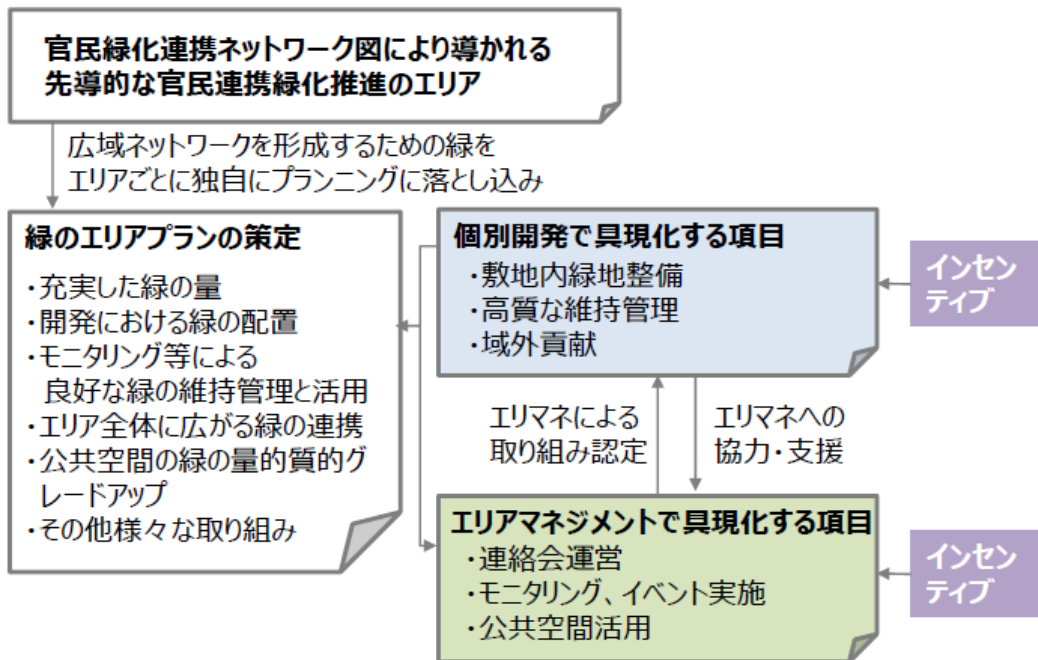 官民緑化連携ネットワーク図により導かれる
先導的な官民連携緑化推進のエリア
広域ネットワークを形成するための緑を
エリアごとに独自にプランニングに落とし込み
緑のエリアプランの策定
・充実した緑の量
・開発における緑の配置
・モニタリング等による
良好な緑の維持管理と活用
・エリア全体に広がる緑の連携
・公共空間の緑の量的質的グ
レードアップ
・その他様々な取り組み
個別開発で具現化する項目
・敷地内緑地整備
・高質な維持管理
・域外貢献
インセン
ティブ
エリマネによる
取り組み認定
エリマネへの
協力・支援
エリアマネジメントで具現化する項目
・連絡会運営
・モニタリング、イベント実施
・公共空間活用
インセン
ティブ